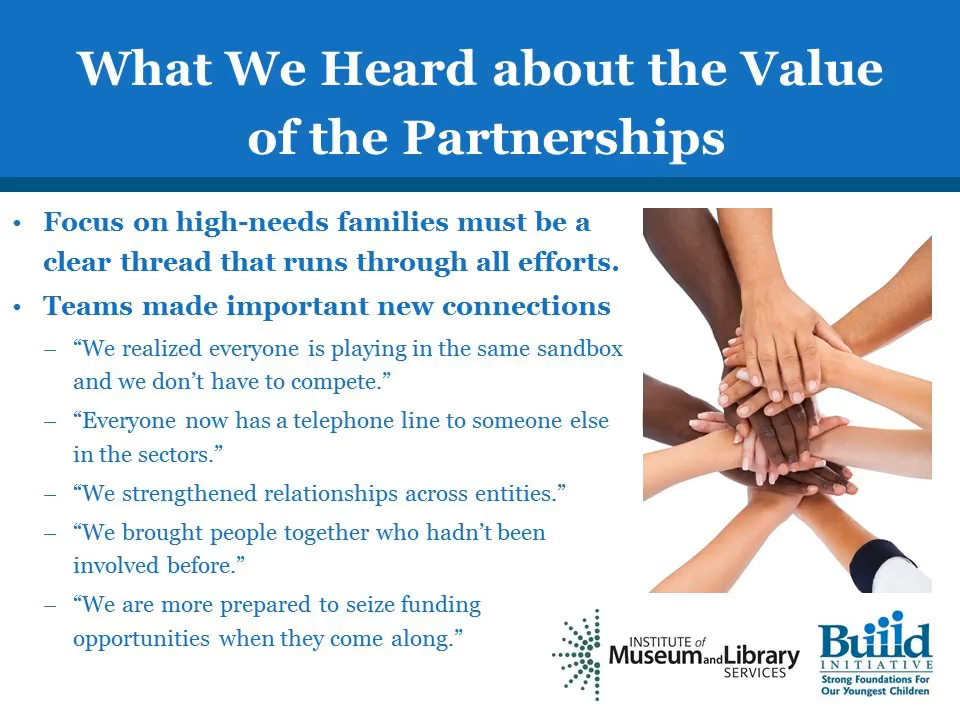 What We Heard about the Value
of the Partnerships
• Focus on high-needs families must be a
clear thread that runs through all efforts.
• Teams made important new connections
– “We realized everyone is playing in the same sandbox
and we don’t have to compete.”
– “Everyone now has a telephone line to someone else
in the sectors.”
– “We strengthened relationships across entities.”
– “We brought people together who hadn’t been
involved before.”
– “We are more prepared to seize funding
opportunities when they come along.”
INSTITUTE of
Museum and Library
SERVICES
Build
INITIATIVE
Strong Foundations For
Our Youngest Children